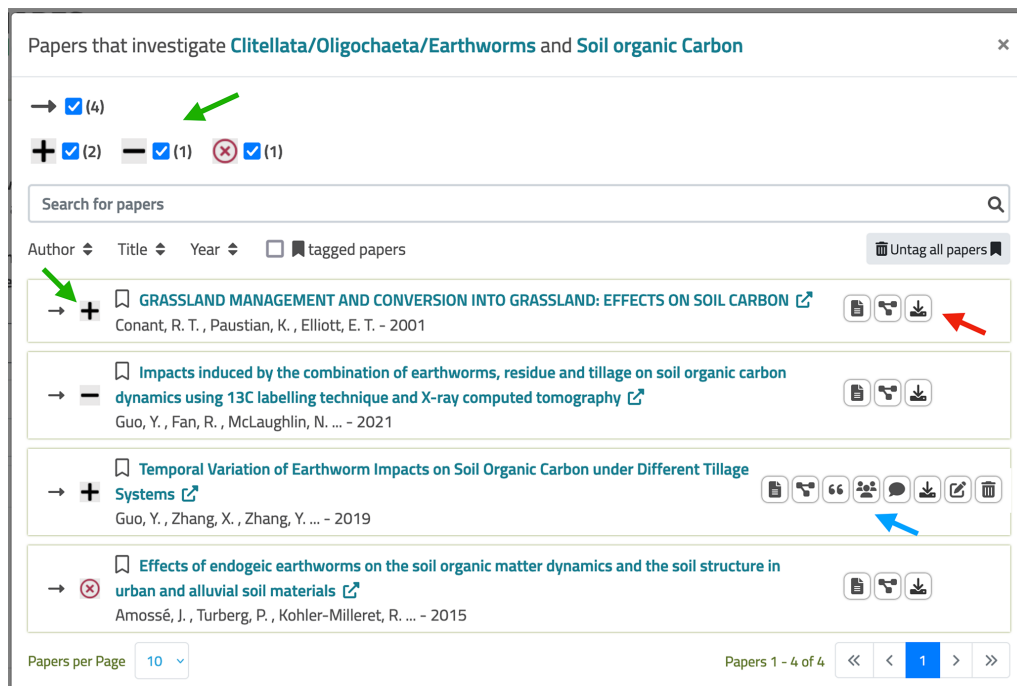 Papers that investigate Clitellata/Oligochaeta/Earthworms and Soil organic Carbon ×
(4)
(2) (1) (1)
Search for papers
Author Title Year tagged papers Untag all papers
GRASSLAND MANAGEMENT AND CONVERSION INTO GRASSLAND: EFFECTS ON SOIL CARBON
Conant, R. T. , Paustian, K. , Elliott, E. T. - 2001
Impacts induced by the combination of earthworms, residue and tillage on soil organic carbon
dynamics using 13C labelling technique and X-ray computed tomography
Guo, Y. , Fan, R. , McLaughlin, N. ... - 2021
Temporal Variation of Earthworm Impacts on Soil Organic Carbon under Different Tillage
Systems
Guo, Y. , Zhang, X. , Zhang, Y. ... - 2019
Effects of endogeic earthworms on the soil organic matter dynamics and the soil structure in
urban and alluvial soil materials
Amossé, J. , Turberg, P. , Kohler-Milleret, R. ... - 2015
Papers per Page 10 Papers 1 - 4 of 4 « ‹ 1 › »